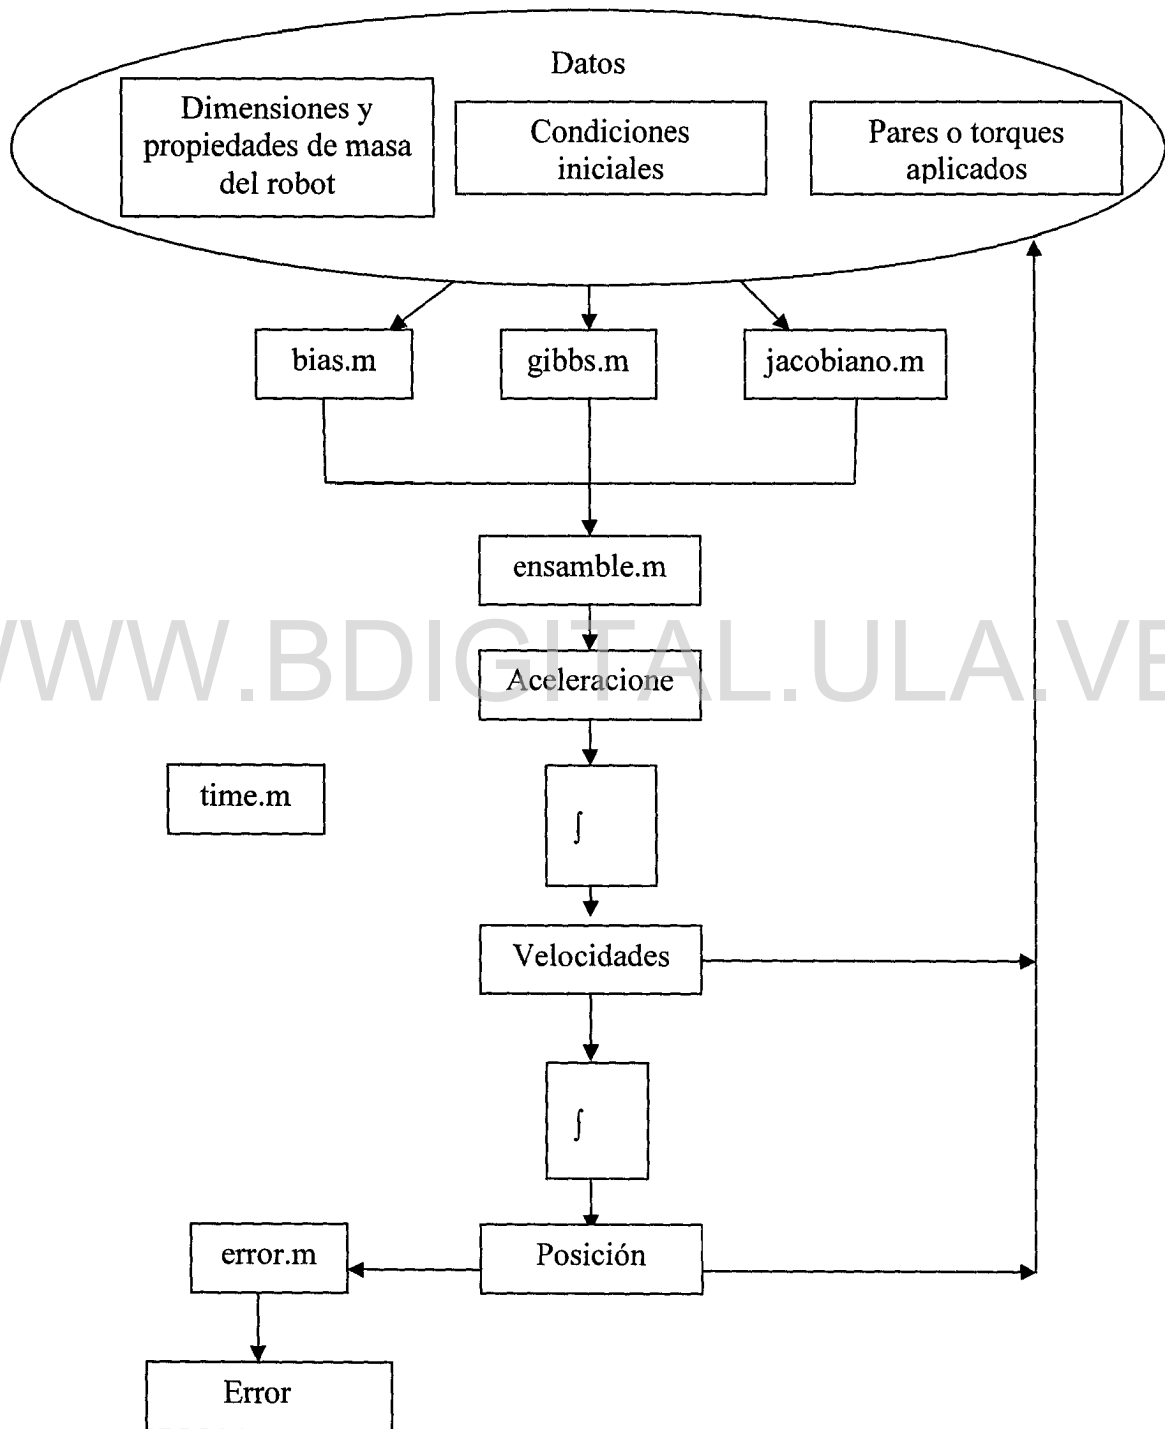 Datos
Dimensiones y
propiedades de masa
del robot
Condiciones
iniciales
Pares o torques
aplicados
bias.m
gibbs.m
jacobiano.m
ensamble.m
WWW.BDIGITAL.ULA.VE
Aceleracione
time.m
∫
Velocidades
∫
error.m
Posición
Error